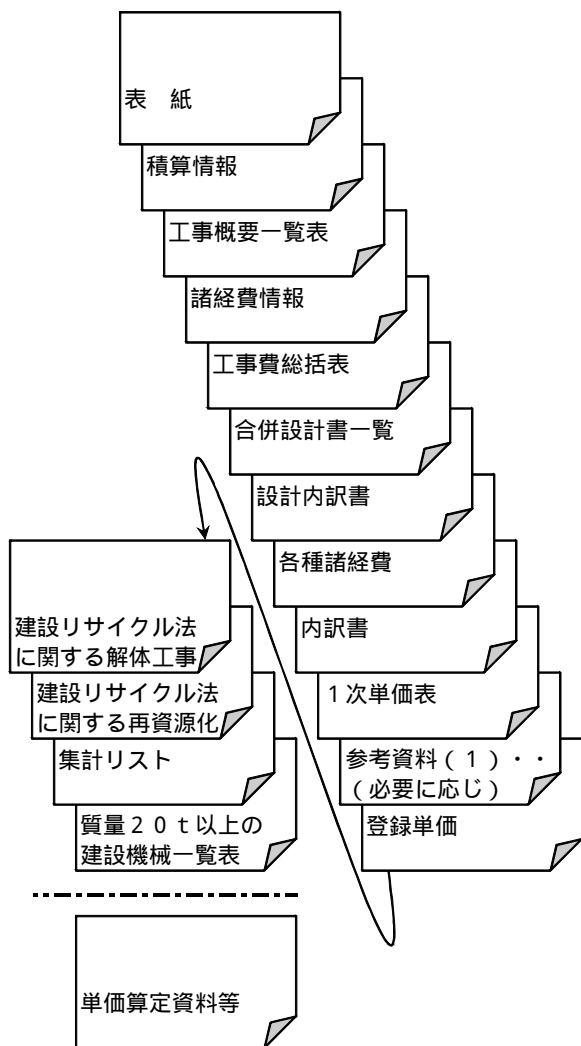 表　紙
積算情報
工事概要一覧表
諸経費情報
工事費総括表
合併設計書一覧
設計内訳書
各種諸経費
内訳書
１次単価表
参考資料（１）・・
（必要に応じ）
登録単価
建設リサイクル法
に関する解体工事
建設リサイクル法
に関する再資源化
集計リスト
質量２０ｔ以上の
建設機械一覧表
単価算定資料等